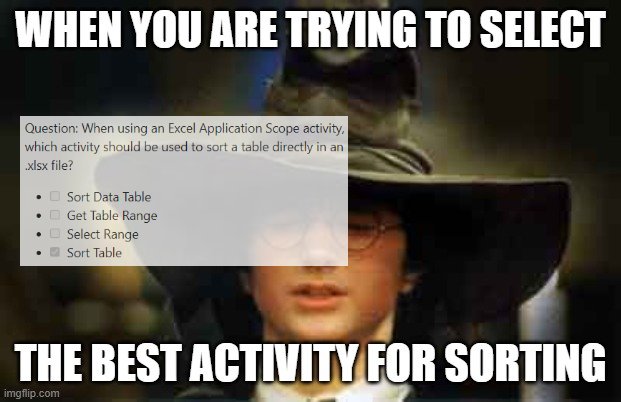 WHEN YOU ARE TRYING TO SELECT
Question: When using an Excel Application Scope activity,
which activity should be used to sort a table directly in an
.xlsx file?
Sort Data Table
Get Table Range
Select Range
Sort Table
THE BEST ACTIVITY FOR SORTING
imgflip.com